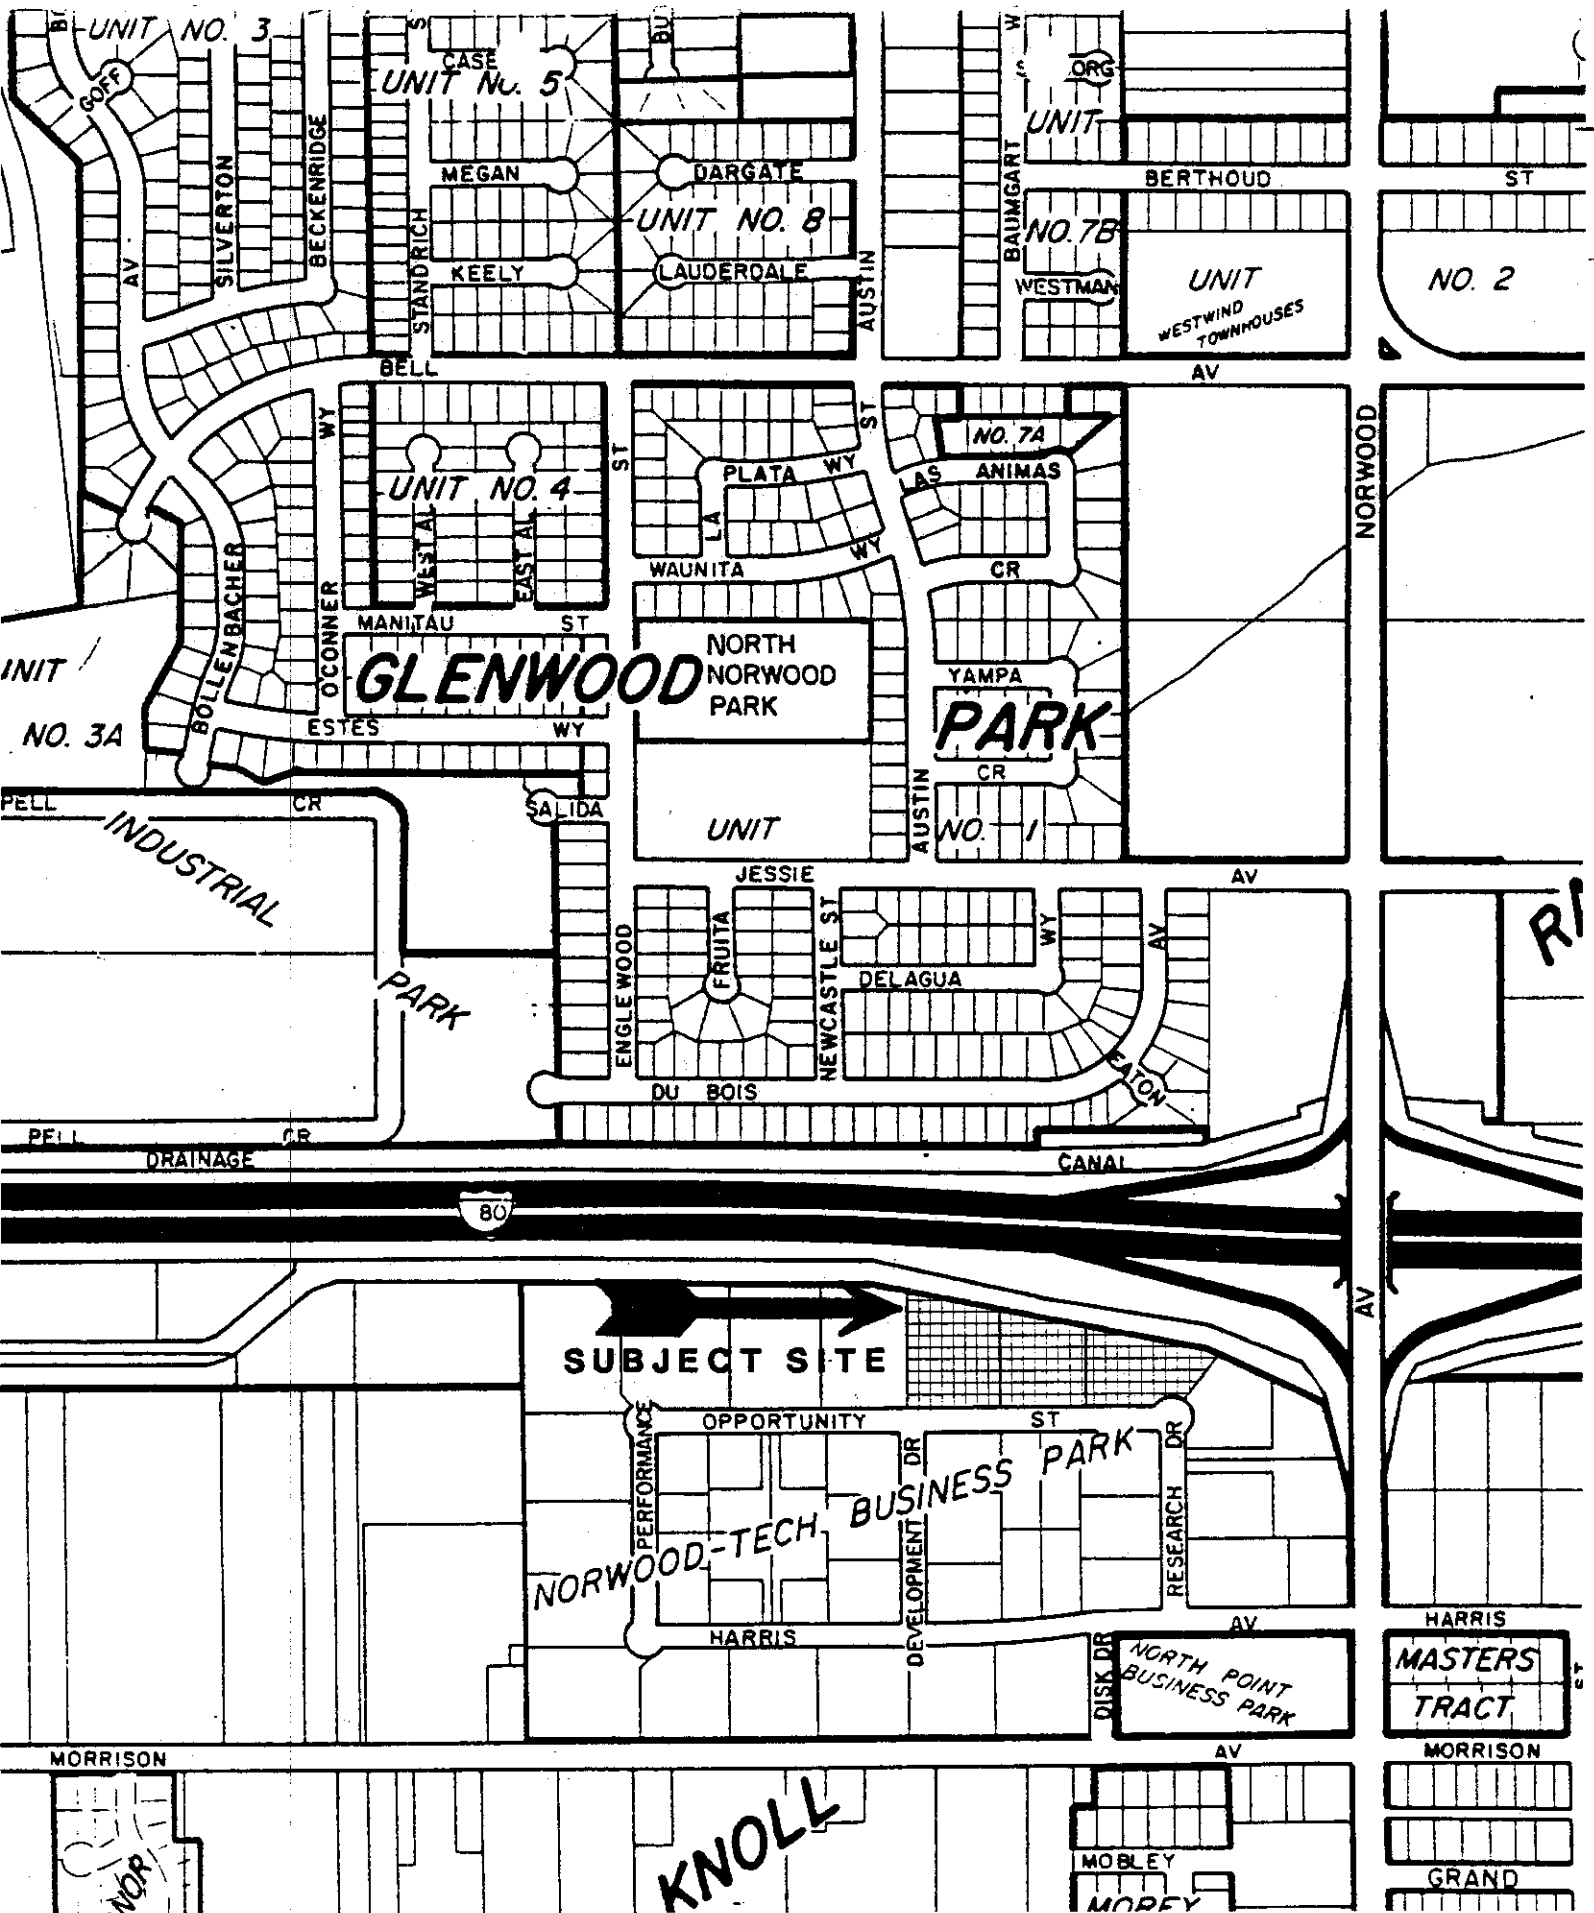 UNIT NO. 3
GOFF
CASE
UNIT NO. 5
ORG
UNIT
SILVERTON
BECKENRIDGE
STANDRICH
MEGAN
DARGATE
BERTHOUD ST
UNIT NO. 8
BAUMGART
NO. 7B
AV
KEELY
LAUDERDALE
AUSTIN
WESTMAN
UNIT NO. 2
WESTWIND
TOWNHOUSES
BELL AV
WY
ST
NO. 7A
NORWOOD
LA PLATA WY
LAS ANIMAS
UNIT NO. 4
WEST AL
EAST AL
ST
WAUNITA WY
CR
BOLLENBACHER
O'CONNER
MANITAU ST
NORTH
NORWOOD
PARK
GLENWOOD PARK
YAMPA
CR
UNIT
NO. 3A
ESTES WY
PELL CR
INDUSTRIAL
PARK
SALIDA
UNIT NO. 1
AUSTIN
JESSIE AV
ENGLEWOOD
FRUITA
NEWCASTLE ST
WY
AV
DELAGUA
DU BOIS
EATON
PELL CR
DRAINAGE CANAL
80
AV
SUBJECT SITE
PERFORMANCE
OPPORTUNITY ST
DEVELOPMENT DR
RESEARCH DR
NORWOOD-TECH BUSINESS PARK
HARRIS AV
HARRIS
DISK DR
NORTH POINT
BUSINESS PARK
MASTERS
TRACT
MORRISON AV
MORRISON
KNOLL
MOBLEY
GRAND